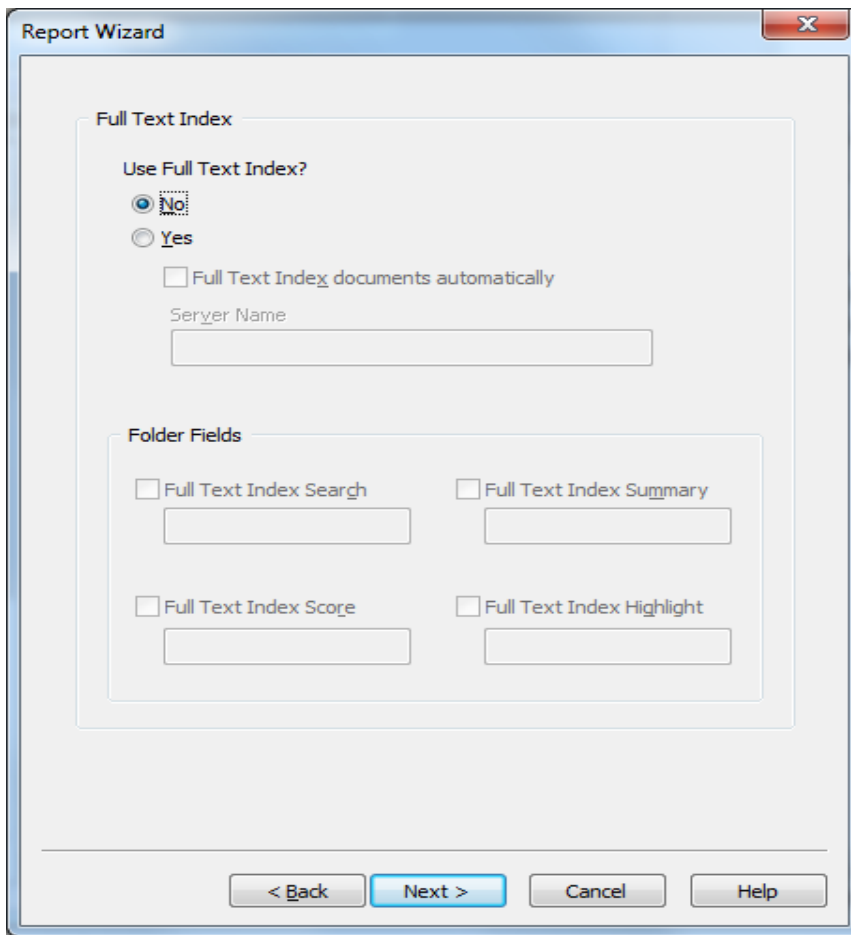 Report Wizard
Full Text Index
Use Full Text Index?
No
Yes
Full Text Index documents automatically
Server Name
Folder Fields
Full Text Index Search
Full Text Index Summary
Full Text Index Score
Full Text Index Highlight
< Back
Next >
Cancel
Help